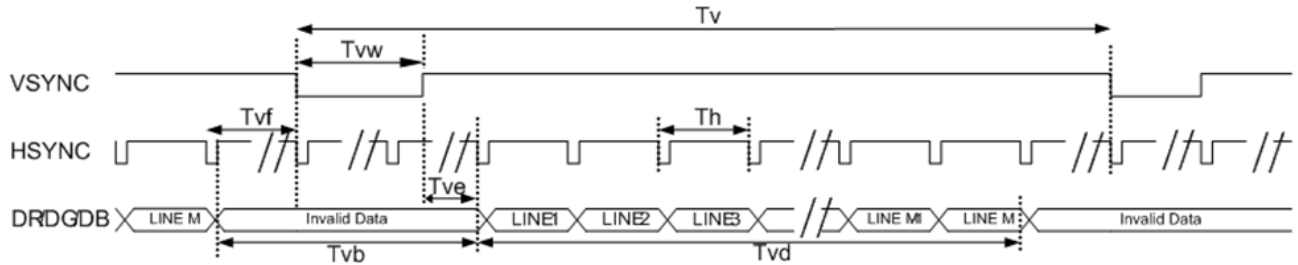 Tv
Tvw
VSYNC
Tvf
Th
HSYNC
Tve
DR/DG/DB
LINE M
Invalid Data
LINE1
LINE2
LINE3
LINE M1
LINE M
Invalid Data
Tvb
Tvd